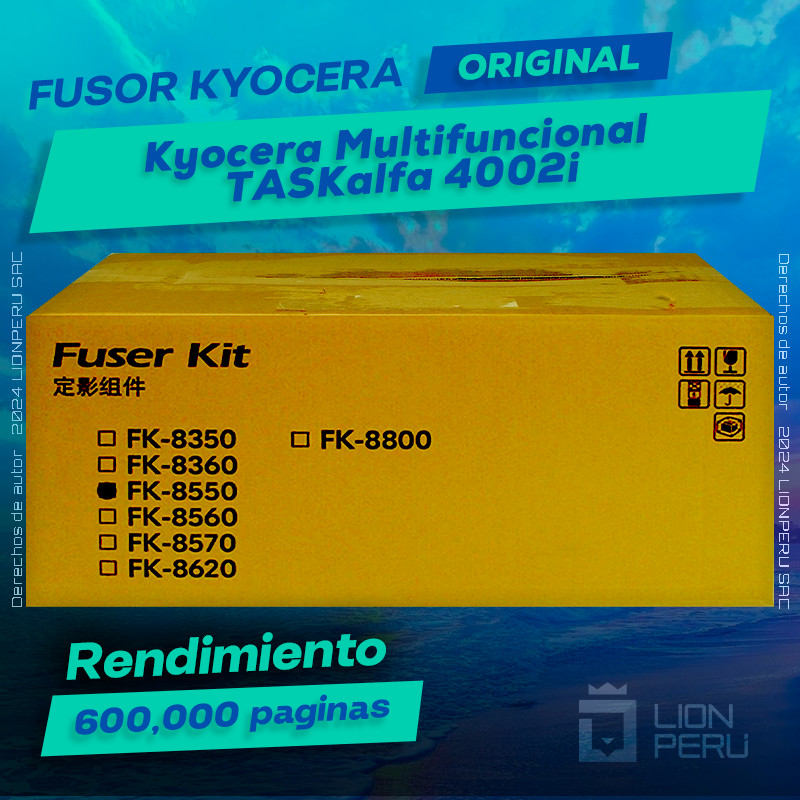 FUSOR KYOCERA
ORIGINAL
Kyocera Multifuncional
TASKalfa 4002i
Fuser Kit
定影组件
FK-8350
FK-8360
FK-8550
FK-8560
FK-8570
FK-8620
FK-8800
Derechos de autor 2024 LIONPERU SAC
Derechos de autor 2024 LIONPERU SAC
Rendimiento
600,000 paginas
LION
PERÚ